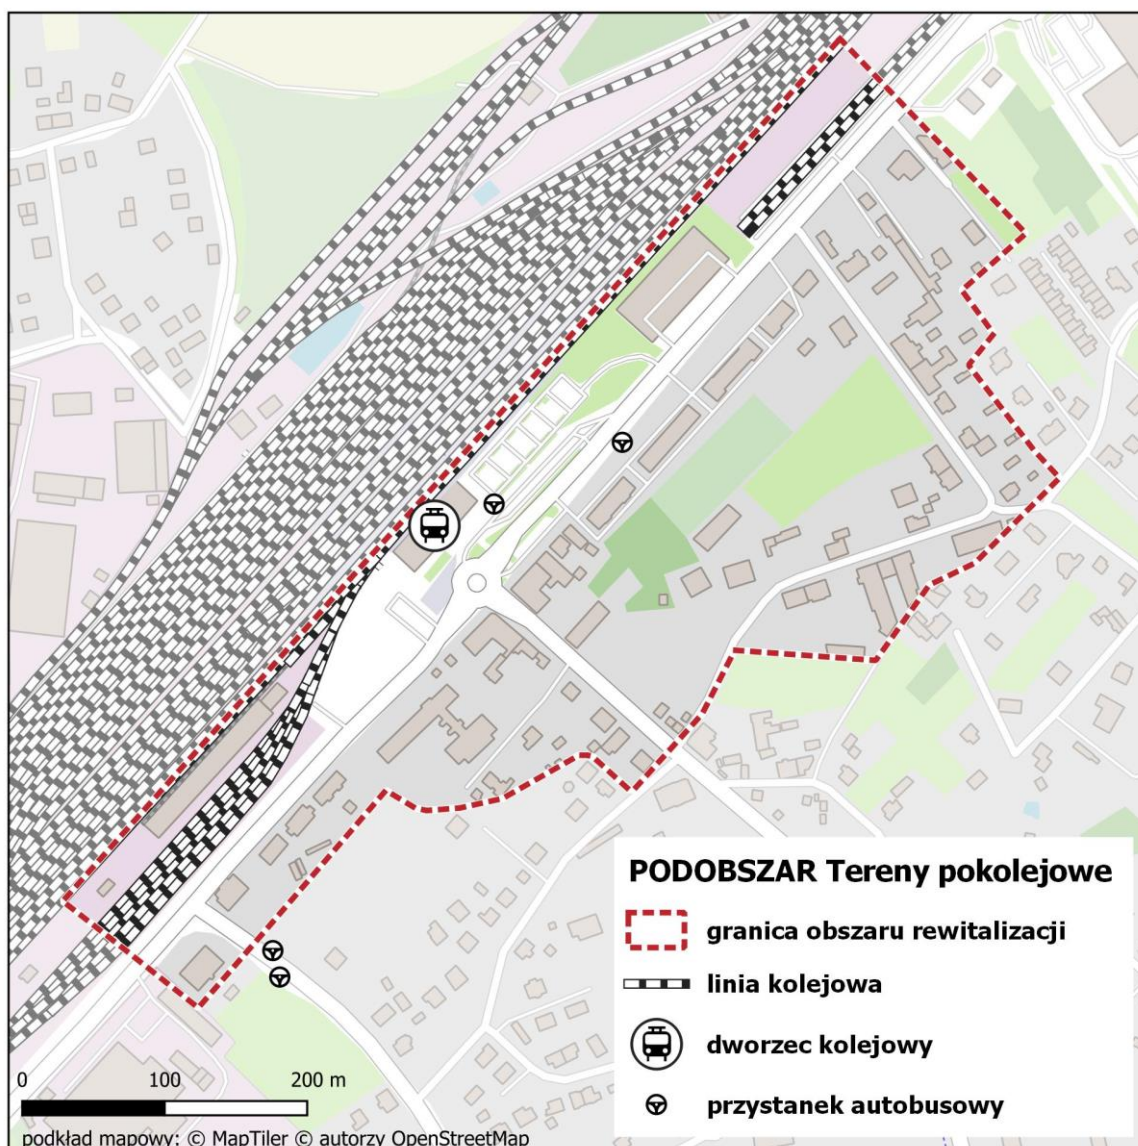 PODOBSZAR Tereny pokolejowe
granica obszaru rewitalizacji
linia kolejowa
dworzec kolejowy
przystanek autobusowy
0 100 200 m
podkład mapowy: © MapTiler © autorzy OpenStreetMap